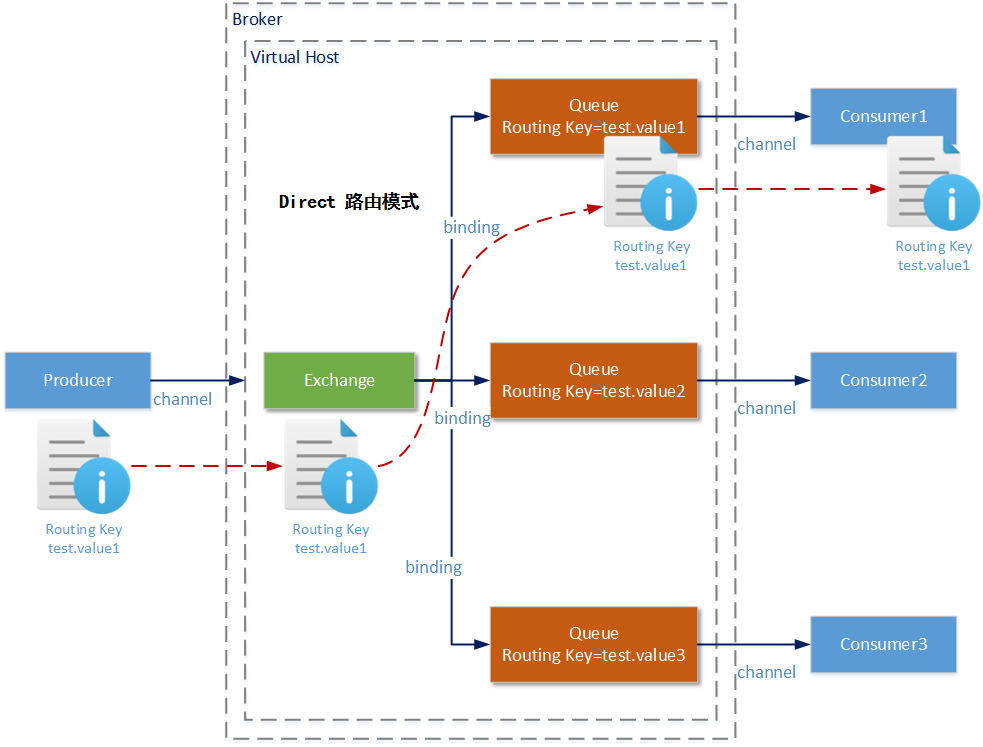 Broker
Virtual Host
Queue
Routing Key=test.value1
Consumer1
channel
Direct 路由模式
binding
Routing Key
test.value1
Routing Key
test.value1
Producer
channel
Exchange
Queue
Routing Key=test.value2
Consumer2
channel
binding
Routing Key
test.value1
Routing Key
test.value1
binding
Queue
Routing Key=test.value3
Consumer3
channel